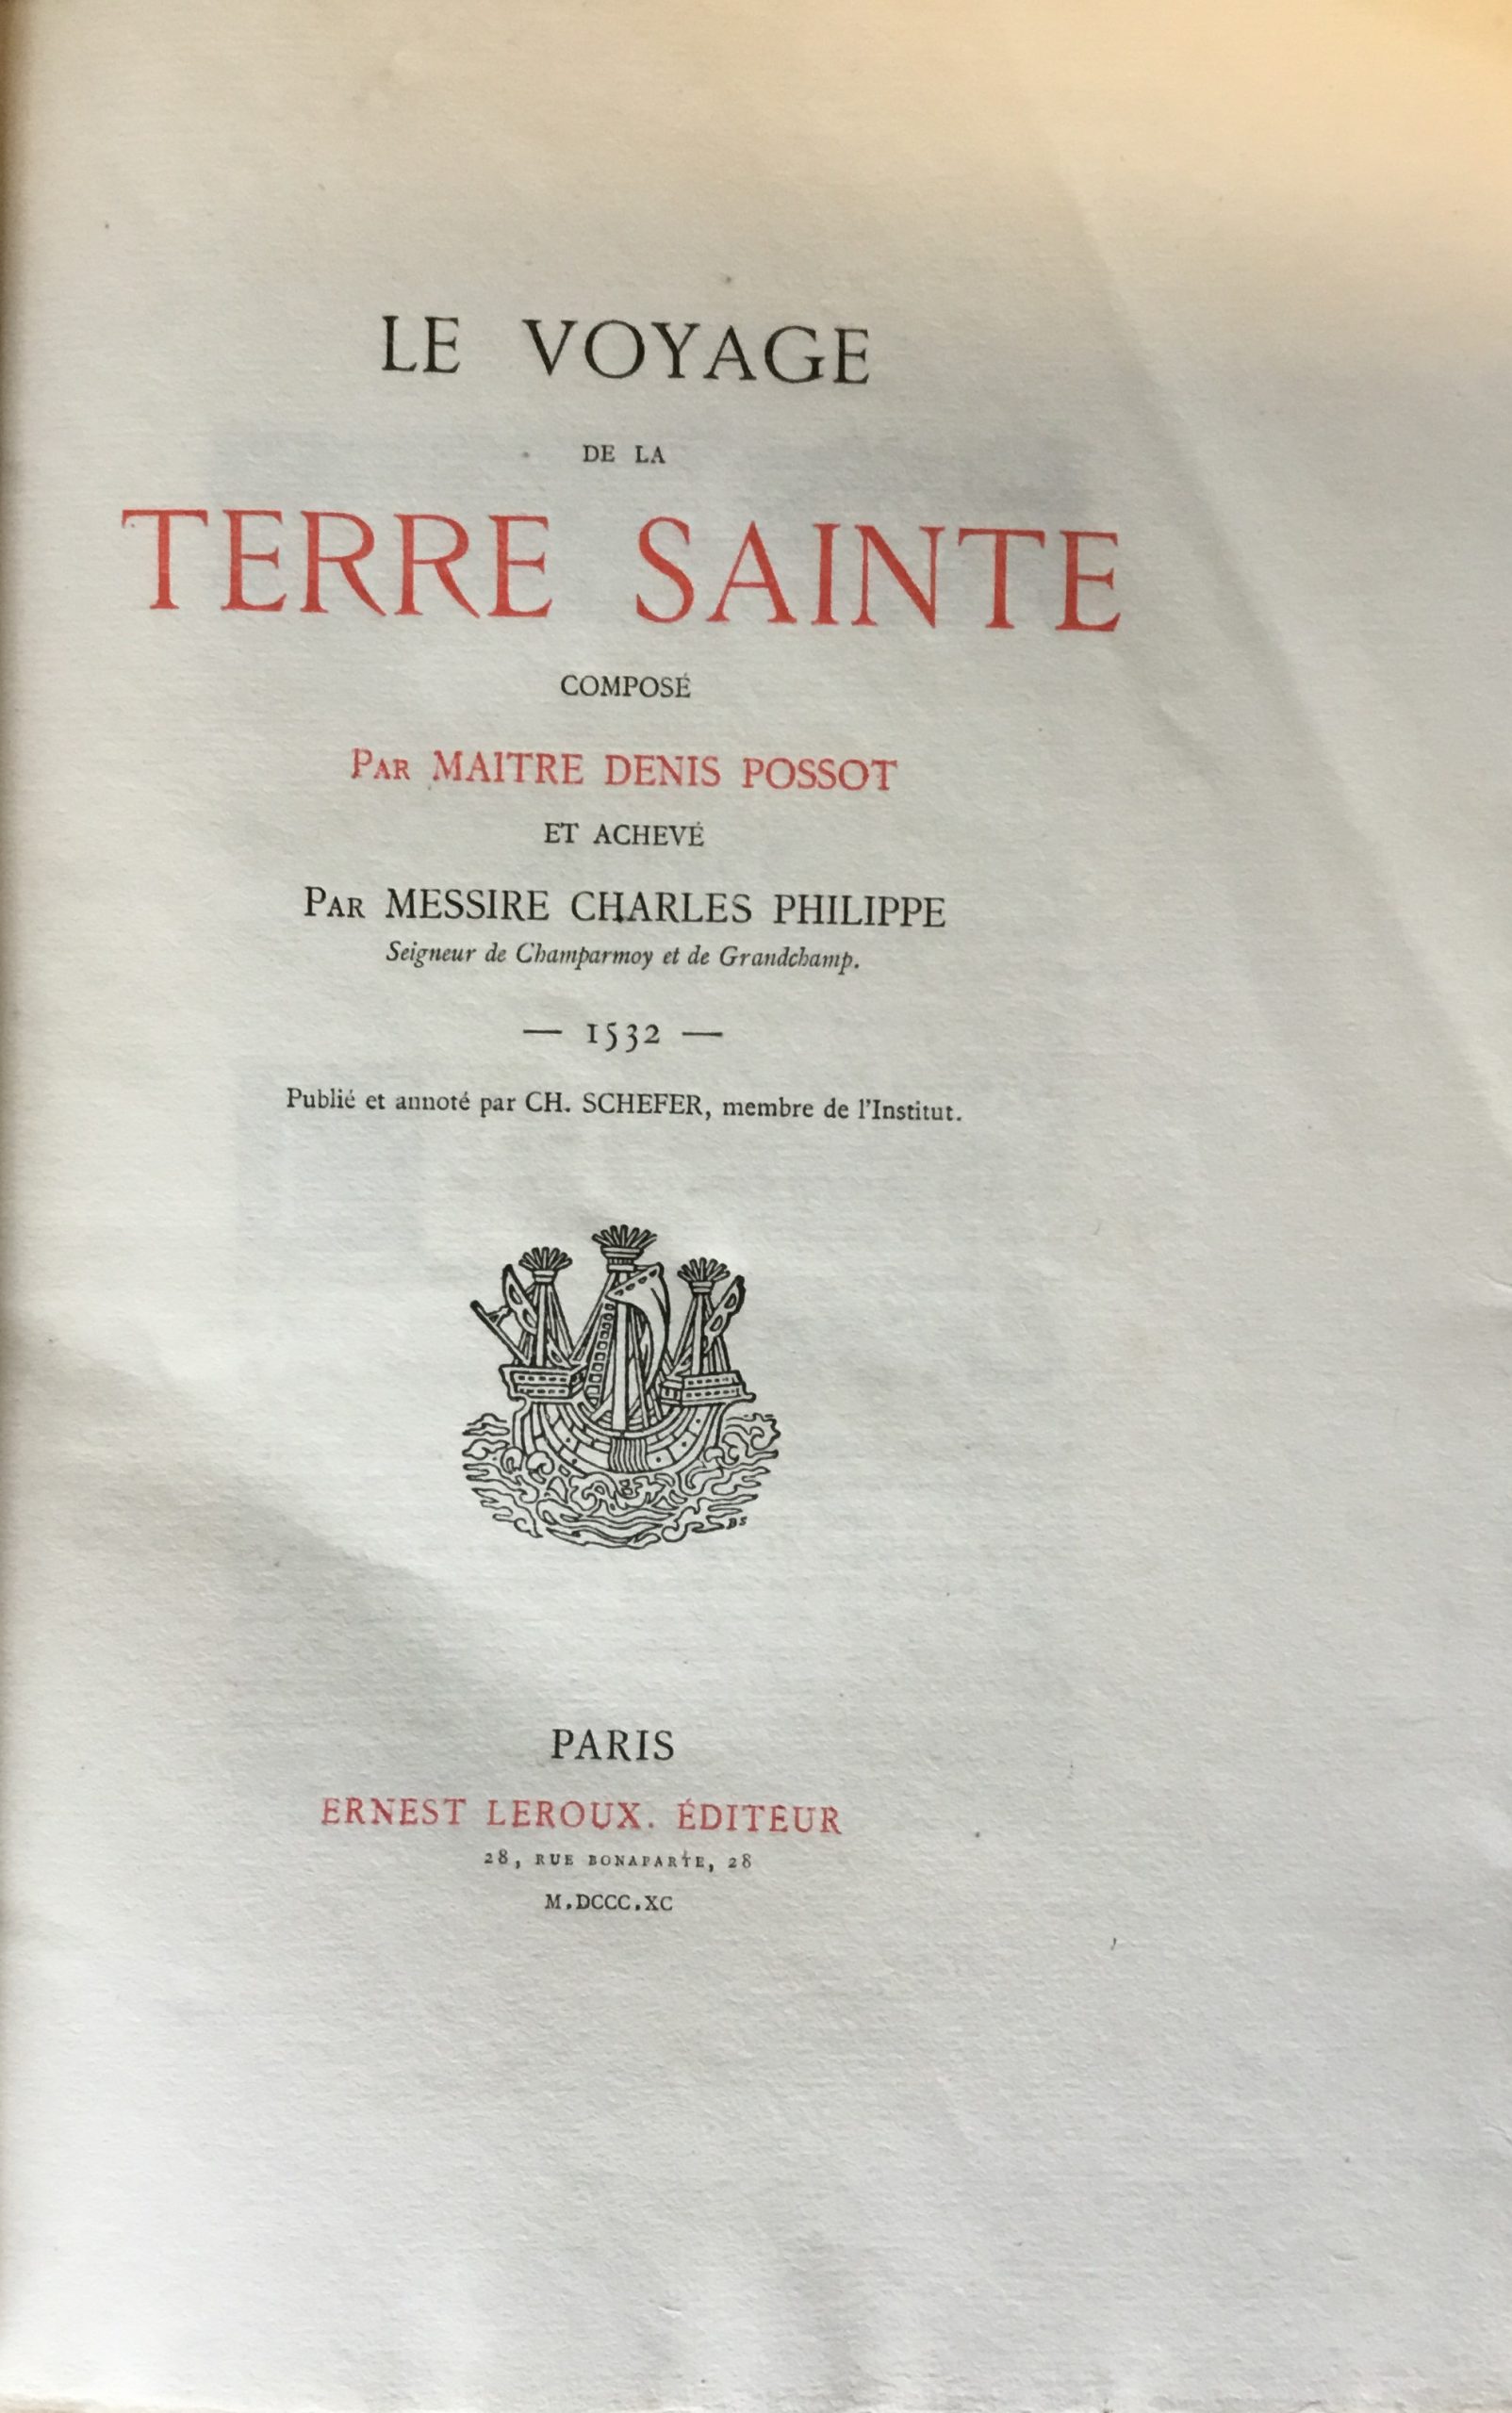 LE VOYAGE
DE LA
TERRE SAINTE
COMPOSÉ
PAR MAITRE DENIS POSSOT
ET ACHEVÉ
PAR MESSIRE CHARLES PHILIPPE
Seigneur de Champarmoy et de Grandchamp.
— 1532 —
Publié et annoté par CH. SCHEFER, membre de l'Institut.
BS
PARIS
ERNEST LEROUX. ÉDITEUR
28, RUE BONAPARTE, 28
M.DCCC.XC